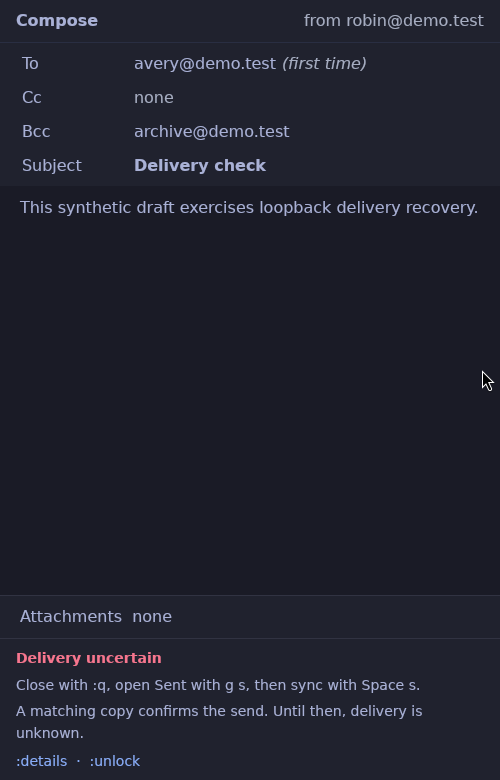 Compose from robin@demo.test
To avery@demo.test (first time)
Cc none
Bcc archive@demo.test
Subject Delivery check
This synthetic draft exercises loopback delivery recovery.
Attachments none
Delivery uncertain
Close with :q, open Sent with g s, then sync with Space s.
A matching copy confirms the send. Until then, delivery is
unknown.
:details · :unlock